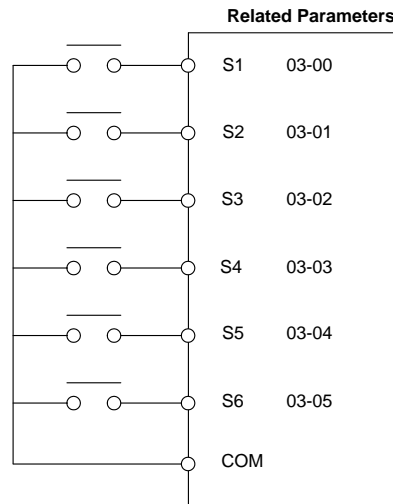 Related Parameters
S1 03-00
S2 03-01
S3 03-02
S4 03-03
S5 03-04
S6 03-05
COM